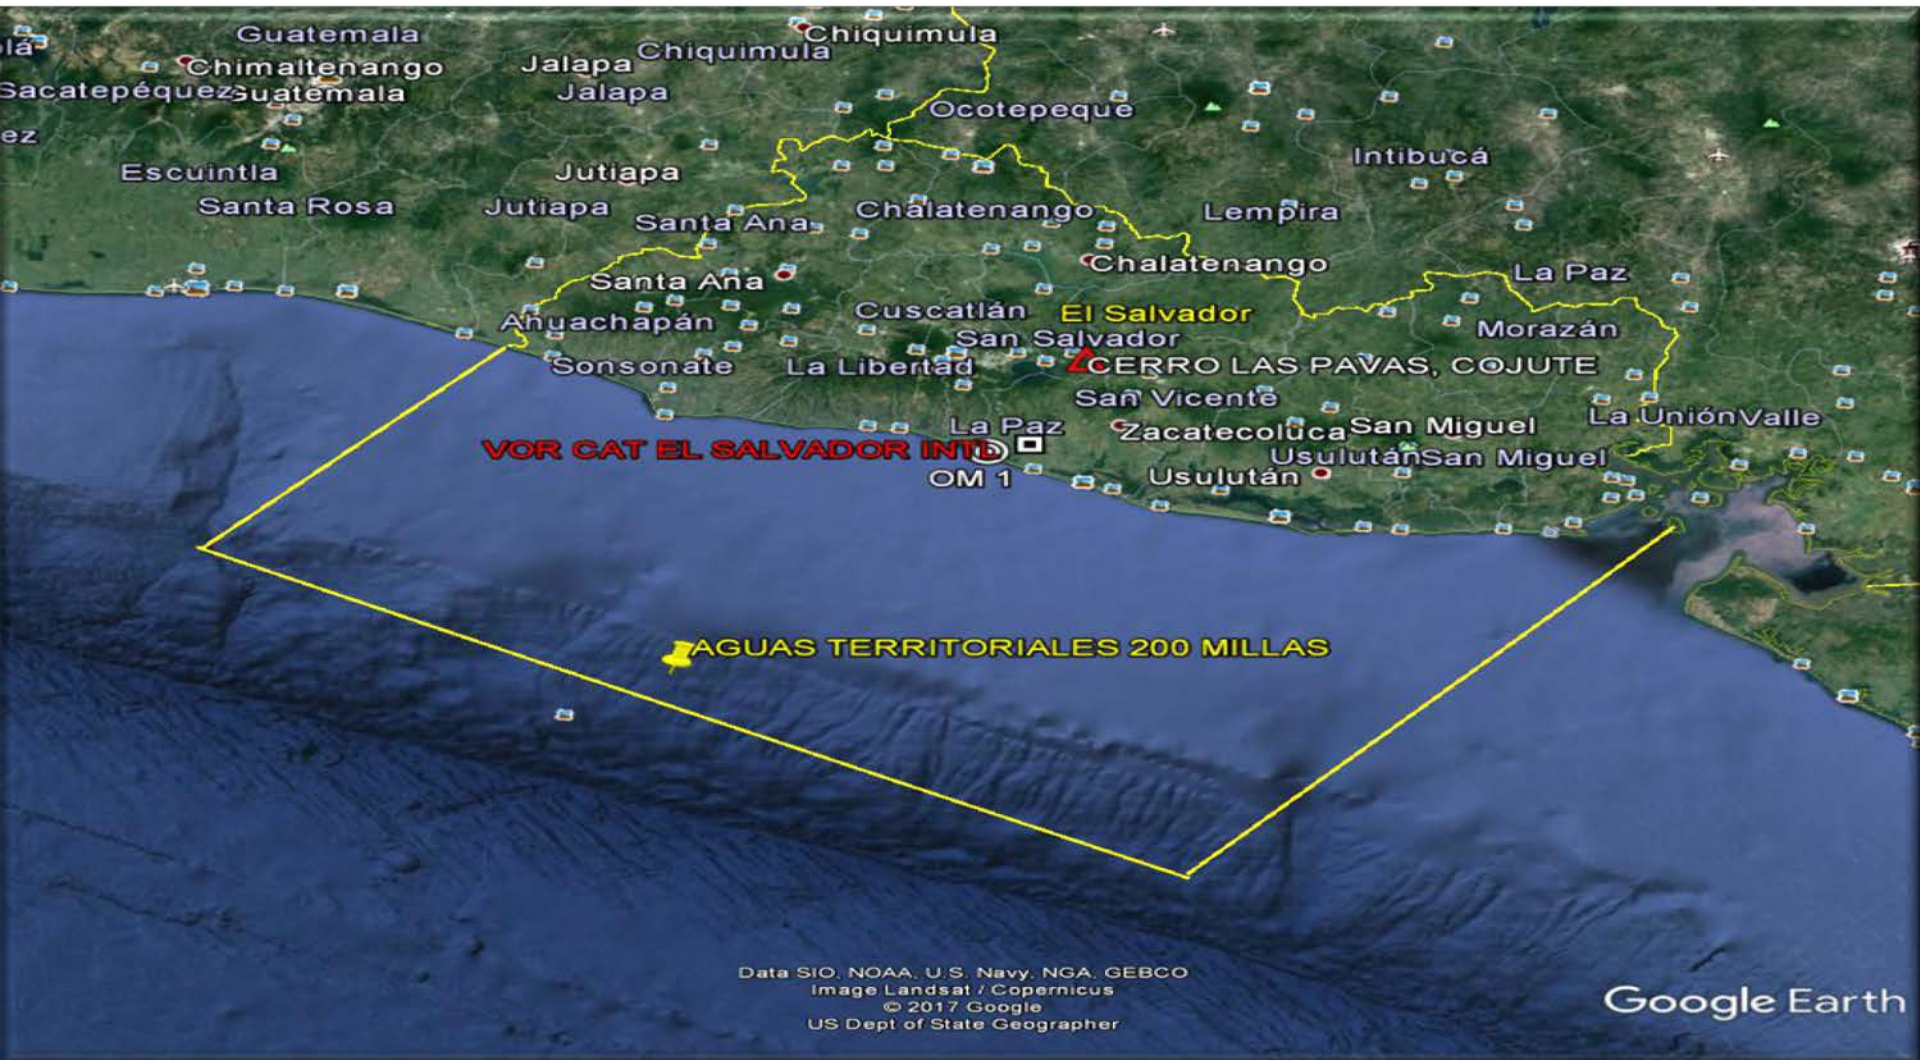 Guatemala
Chiquimula
Chiquimula
lá
Chimaltenango
Jalapa
Sacatepéquez
Guatemala
Jalapa
Ocotepeque
ez
Intibucá
Escuintla
Jutiapa
Santa Rosa
Jutiapa
Santa Ana
Chalatenango
Lempira
Chalatenango
La Paz
Santa Ana
Cuscatlán
El Salvador
Ahuachapán
San Salvador
Morazán
Sonsonate
La Libertad
CERRO LAS PAVAS, COJUTE
San Vicente
La Unión
Valle
La Paz
Zacatecoluca
San Miguel
VOR CAT EL SALVADOR INTL
Usulután
San Miguel
OM 1
Usulután
AGUAS TERRITORIALES 200 MILLAS
Data SIO, NOAA, U.S. Navy, NGA, GEBCO
Image Landsat / Copernicus
© 2017 Google
US Dept of State Geographer
Google Earth